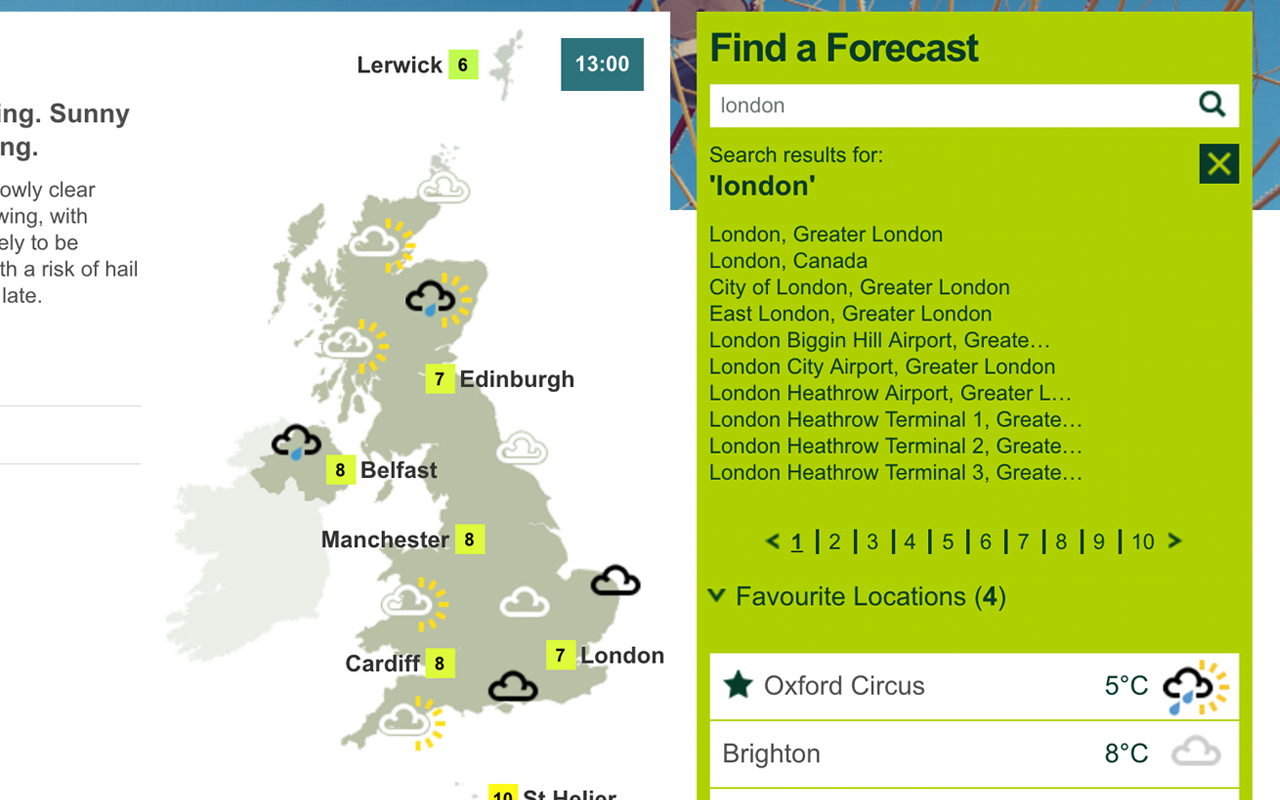 ing. Sunny
ng.
owly clear
wing, with
ely to be
th a risk of hail
late.
Lerwick 6
13:00
7 Edinburgh
8 Belfast
Manchester 8
Cardiff 8
7 London
10 St Helier
Find a Forecast
london
Search results for:
'london'
London, Greater London
London, Canada
City of London, Greater London
East London, Greater London
London Biggin Hill Airport, Greate…
London City Airport, Greater London
London Heathrow Airport, Greater L…
London Heathrow Terminal 1, Greate…
London Heathrow Terminal 2, Greate…
London Heathrow Terminal 3, Greate…
< 1 | 2 | 3 | 4 | 5 | 6 | 7 | 8 | 9 | 10 >
Favourite Locations (4)
Oxford Circus 5°C
Brighton 8°C